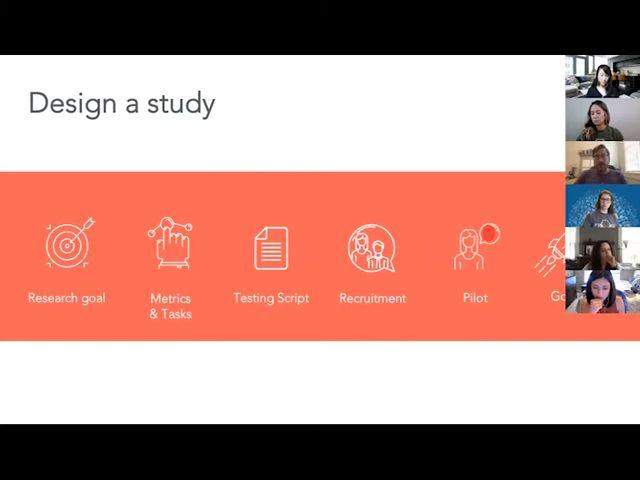 Design a study
Research goal
Metrics
& Tasks
Testing Script
Recruitment
Pilot